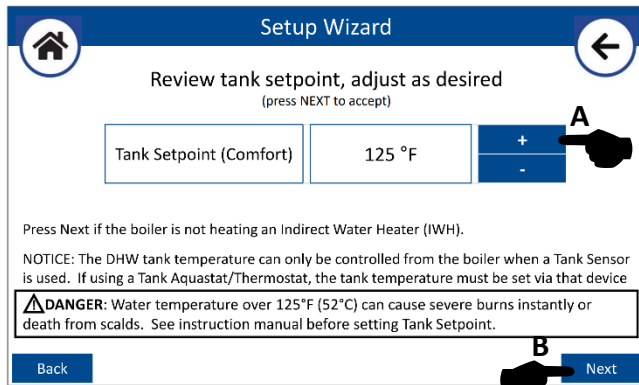 Setup Wizard
Review tank setpoint, adjust as desired
(press NEXT to accept)
A
Tank Setpoint (Comfort) 125 °F +
-
Press Next if the boiler is not heating an Indirect Water Heater (IWH).
NOTICE: The DHW tank temperature can only be controlled from the boiler when a Tank Sensor
is used. If using a Tank Aquastat/Thermostat, the tank temperature must be set via that device
⚠DANGER: Water temperature over 125°F (52°C) can cause severe burns instantly or
death from scalds. See instruction manual before setting Tank Setpoint.
B
Back Next